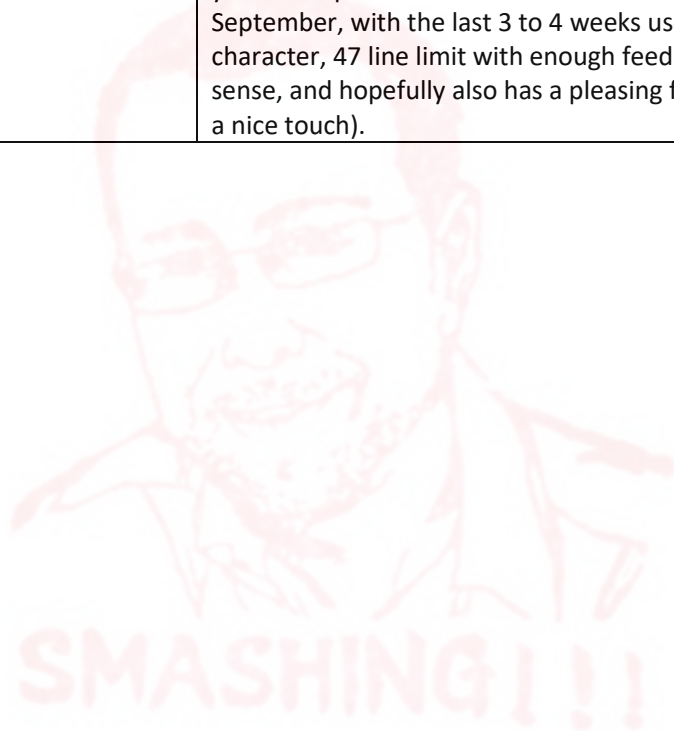 September, with the last 3 to 4 weeks us
character, 47 line limit with enough feed
sense, and hopefully also has a pleasing f
a nice touch).
SMASHING!!!